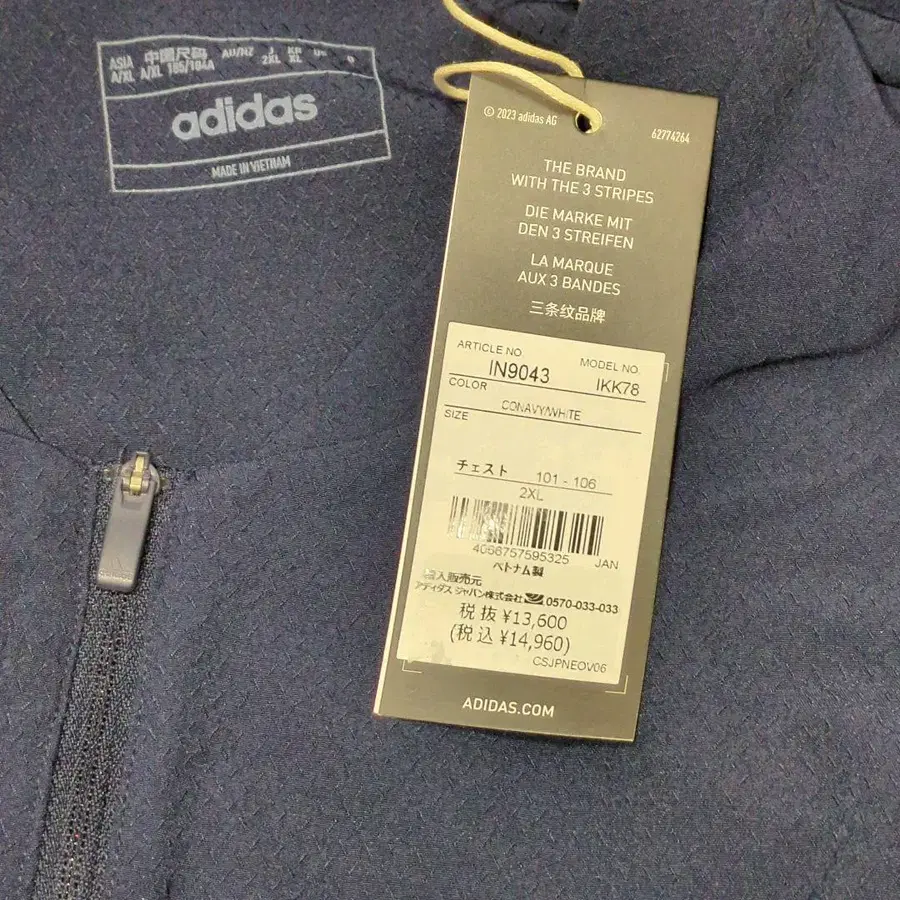 ASIA 中国尺码 AU/NZ J KR
A/XL A/XL 185/104A 2XL XL
adidas
MADE IN VIETNAM
© 2023 adidas AG
62774264
THE BRAND
WITH THE 3 STRIPES
DIE MARKE MIT
DEN 3 STREIFEN
LA MARQUE
AUX 3 BANDES
三条纹品牌
ARTICLE NO. MODEL NO.
IN9043 IKK78
COLOR
CONAVY/WHITE
SIZE
チェスト 101 - 106
2XL
4066757595325 JAN
ベトナム製
輸入販売元
アディダス ジャパン株式会社 0570-033-033
税抜 ¥13,600
(税込 ¥14,960)
CSJPNEOV06
ADIDAS.COM
adidas